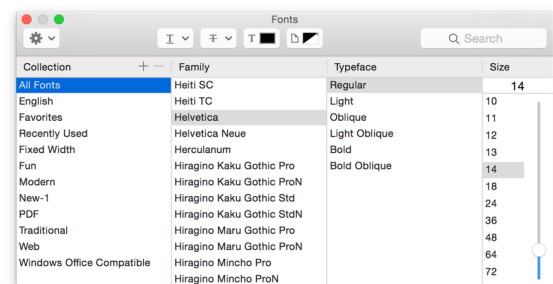 Fonts
T T T
Search
Collection + − Family Typeface Size
All Fonts Heiti SC Regular 14
English Heiti TC Light 10
Favorites Helvetica Oblique 11
Recently Used Helvetica Neue Light Oblique 12
Fixed Width Herculanum Bold 13
Fun Hiragino Kaku Gothic Pro Bold Oblique 14
Modern Hiragino Kaku Gothic ProN 18
New-1 Hiragino Kaku Gothic Std 24
PDF Hiragino Kaku Gothic StdN 36
Traditional Hiragino Maru Gothic Pro 48
Web Hiragino Maru Gothic ProN 64
Windows Office Compatible Hiragino Mincho Pro 72
Hiragino Mincho ProN